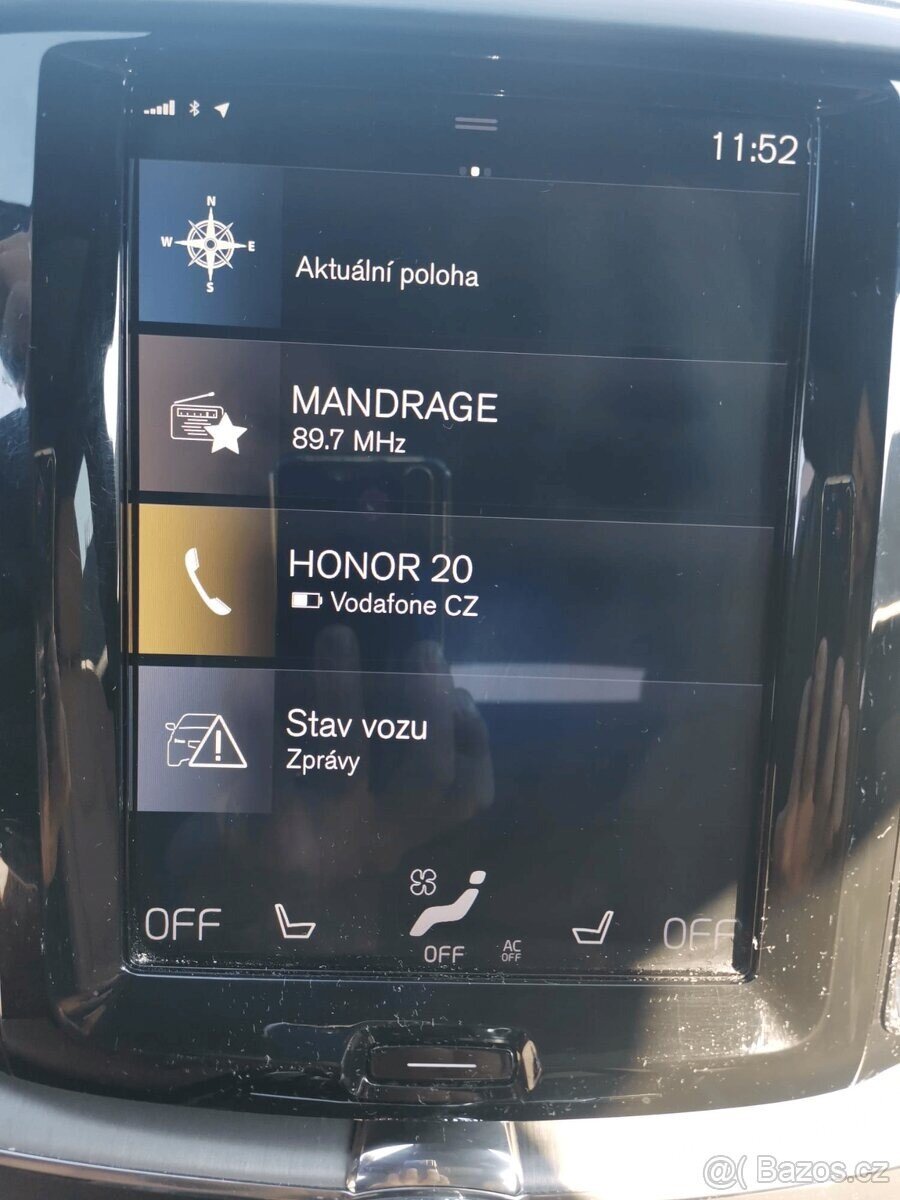 11:52
N
W E
S
Aktuální poloha
MANDRAGE
89.7 MHz
HONOR 20
Vodafone CZ
Stav vozu
Zprávy
OFF OFF AC OFF OFF
@( Bazos.cz